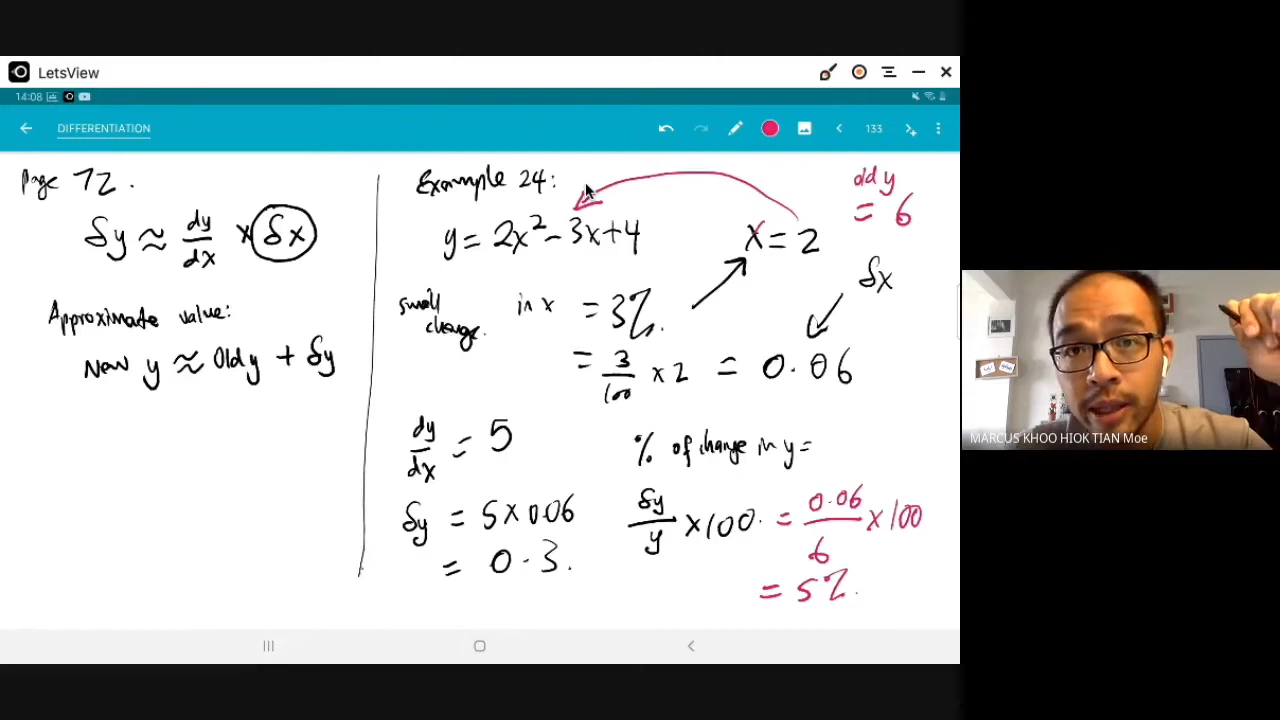 LetsView
14:08
DIFFERENTIATION
133
Page 72.
δy ≈ dy/dx × δx
Approximate value:
New y ≈ Old y + δy
Example 24:
y = 2x² - 3x + 4
x = 2
old y
= 6
small change in x = 3%.
δx
= 3/100 × 2 = 0.06
dy/dx = 5
δy = 5 × 0.06
= 0.3.
% of change in y =
δy/y × 100. = 0.06/6 × 100
= 5%.
MARCUS KHOO HIOK TIAN Moe